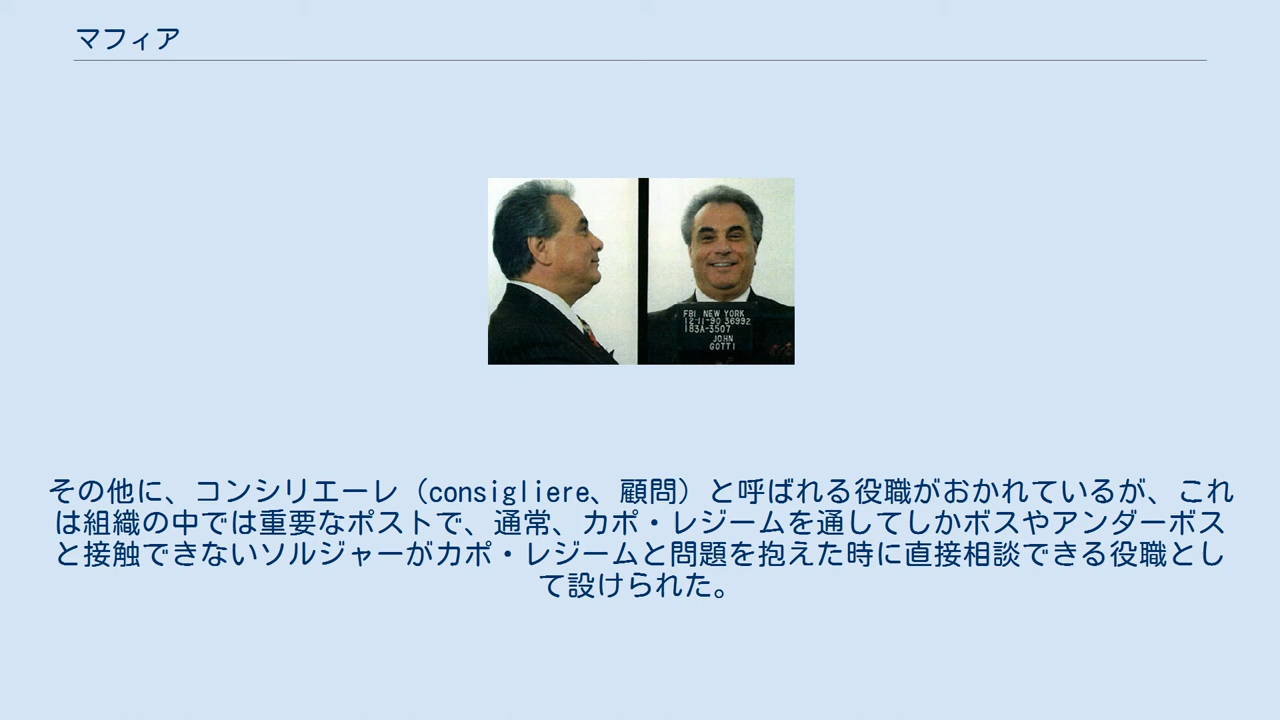 マフィア
FBI NEW YORK
12-11-90 36992
183A-3507
JOHN
GOTTI
その他に、コンシリエーレ（consigliere、顧問）と呼ばれる役職がおかれているが、これ
は組織の中では重要なポストで、通常、カポ・レジームを通してしかボスやアンダーボス
と接触できないソルジャーがカポ・レジームと問題を抱えた時に直接相談できる役職とし
て設けられた。